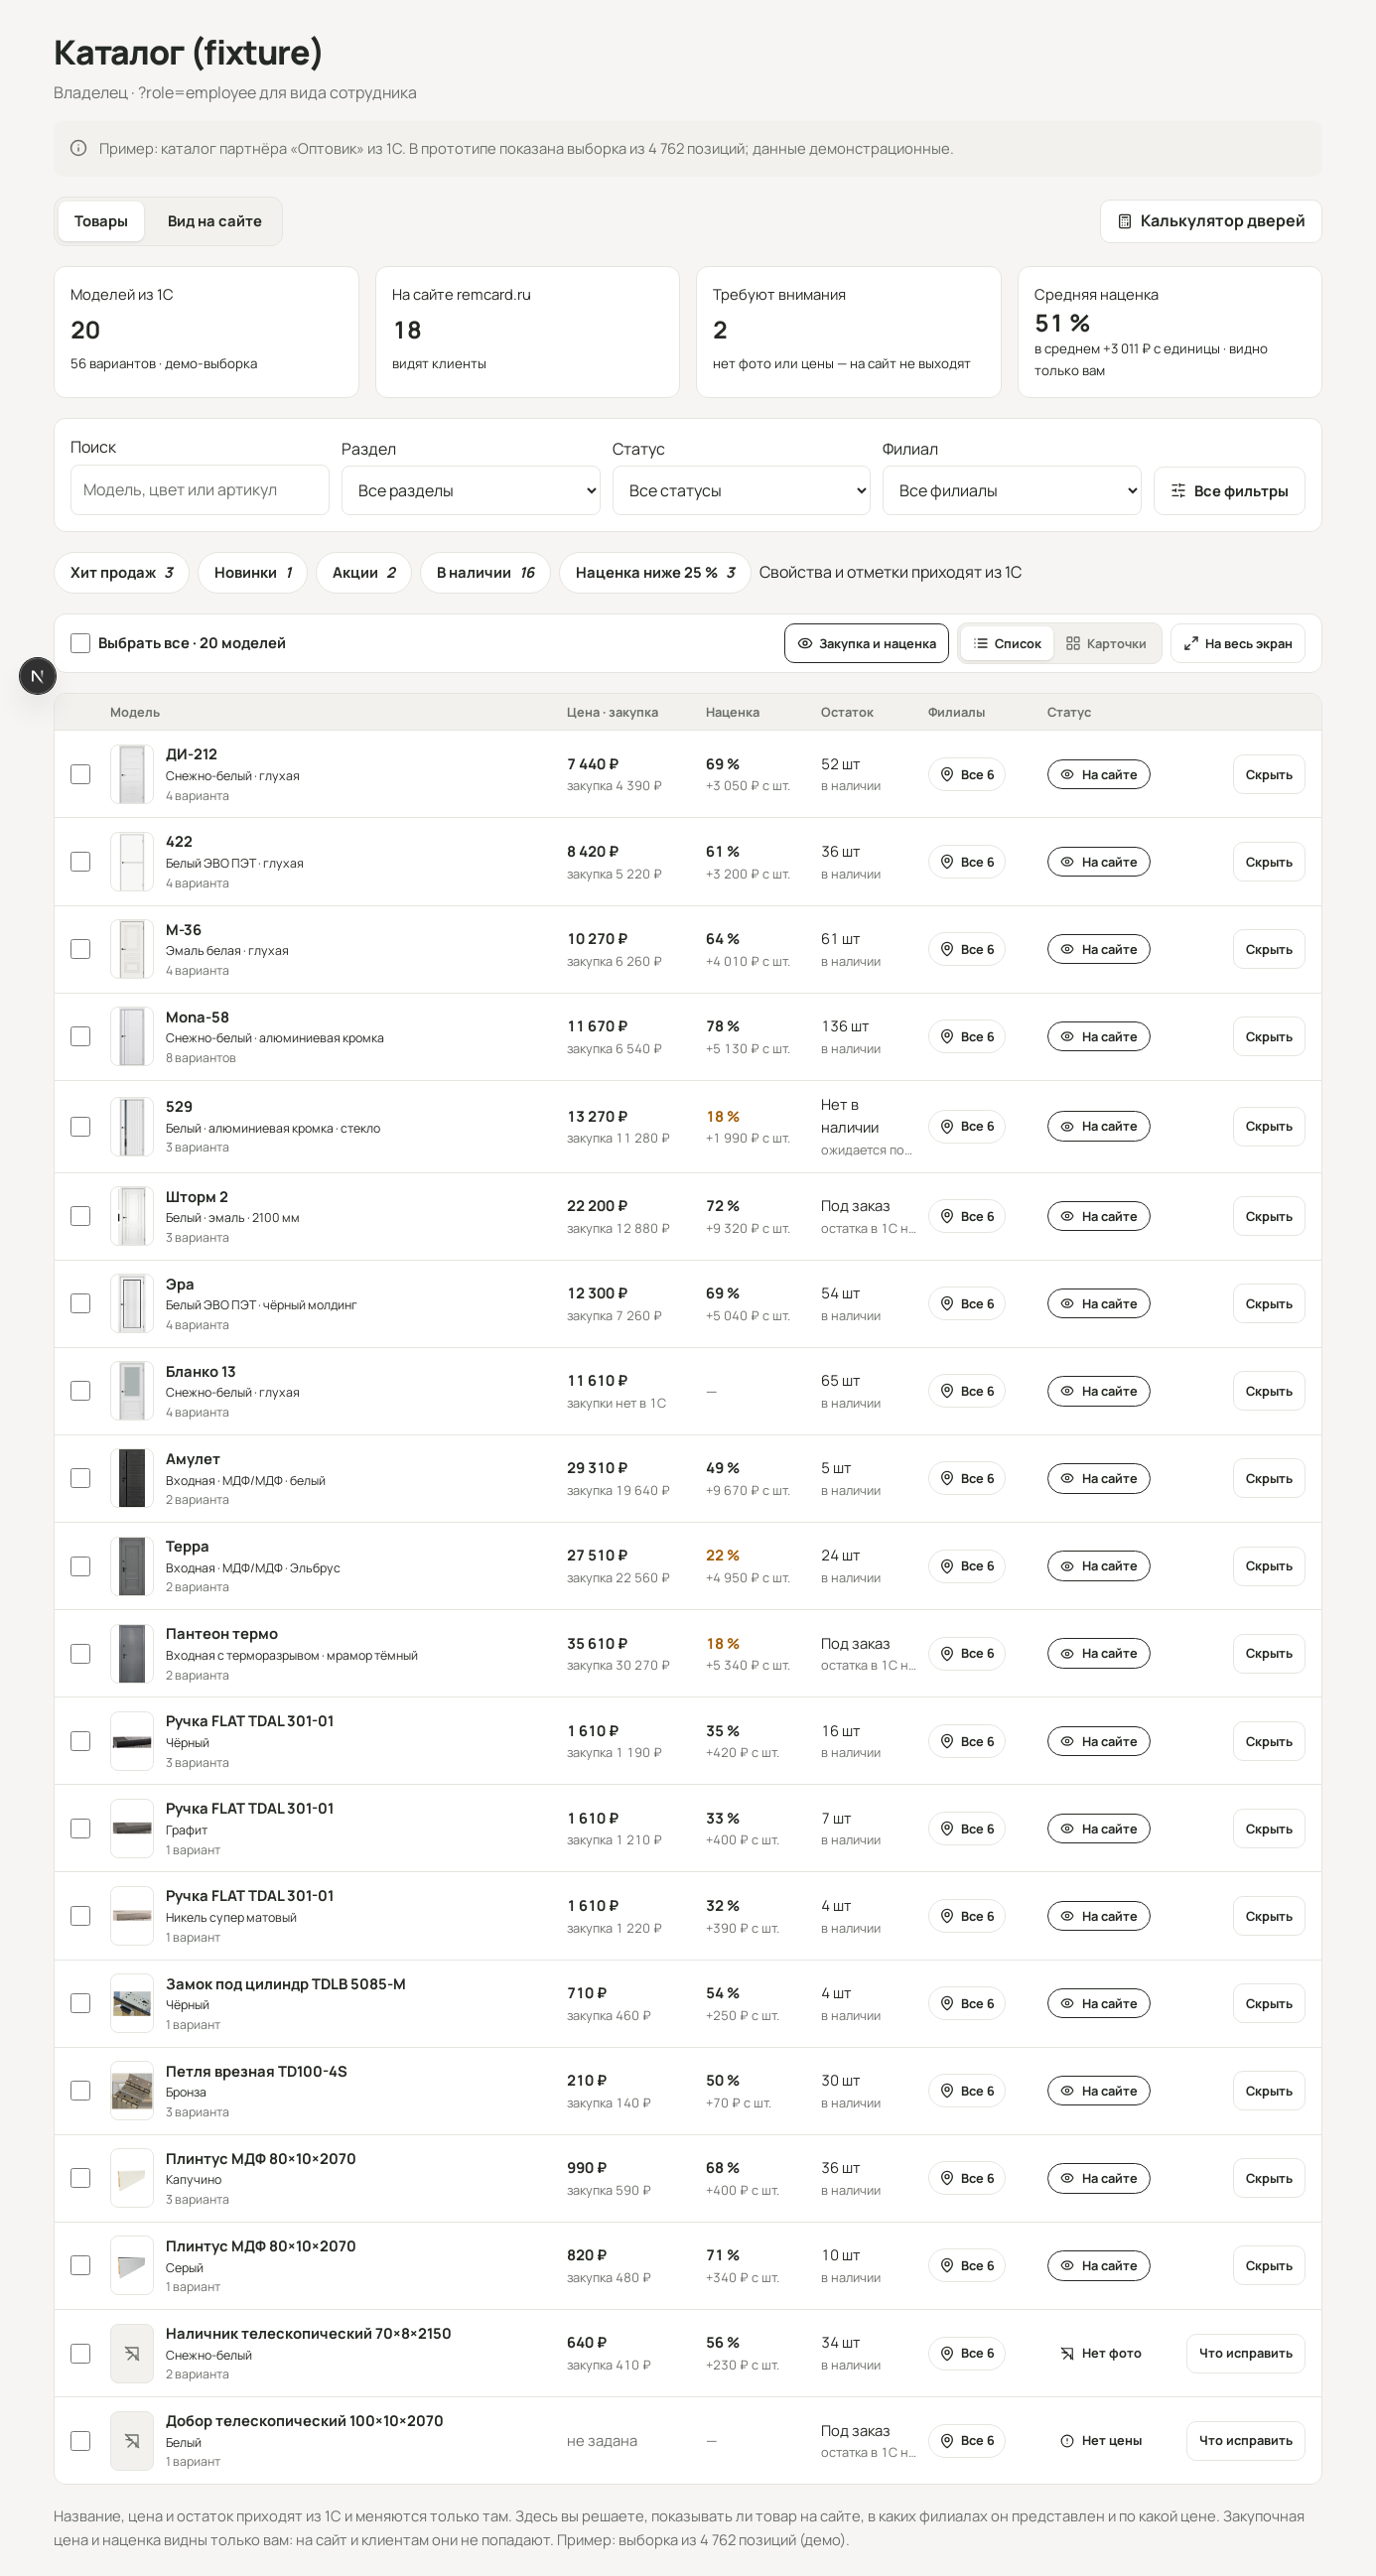 Каталог (fixture)
Владелец · ?role=employee для вида сотрудника
Пример: каталог партнёра «Оптовик» из 1С. В прототипе показана выборка из 4 762 позиций; данные демонстрационные.
Товары
Вид на сайте
Калькулятор дверей
Моделей из 1С
20
56 вариантов · демо-выборка
На сайте remcard.ru
18
видят клиенты
Требуют внимания
2
нет фото или цены — на сайт не выходят
Средняя наценка
51 %
в среднем +3 011 ₽ с единицы · видно
только вам
Поиск
Модель, цвет или артикул
Раздел
Все разделы
Статус
Все статусы
Филиал
Все филиалы
Все фильтры
Хит продаж 3
Новинки 1
Акции 2
В наличии 16
Наценка ниже 25 % 3
Свойства и отметки приходят из 1С
Выбрать все · 20 моделей
Закупка и наценка
Список
Карточки
На весь экран
N
Модель Цена · закупка Наценка Остаток Филиалы Статус
ДИ-212
Снежно-белый · глухая
4 варианта
7 440 ₽
закупка 4 390 ₽
69 %
+3 050 ₽ с шт.
52 шт
в наличии
Все 6
На сайте
Скрыть
422
Белый ЭВО ПЭТ · глухая
4 варианта
8 420 ₽
закупка 5 220 ₽
61 %
+3 200 ₽ с шт.
36 шт
в наличии
Все 6
На сайте
Скрыть
М-36
Эмаль белая · глухая
4 варианта
10 270 ₽
закупка 6 260 ₽
64 %
+4 010 ₽ с шт.
61 шт
в наличии
Все 6
На сайте
Скрыть
Mona-58
Снежно-белый · алюминиевая кромка
8 вариантов
11 670 ₽
закупка 6 540 ₽
78 %
+5 130 ₽ с шт.
136 шт
в наличии
Все 6
На сайте
Скрыть
529
Белый · алюминиевая кромка · стекло
3 варианта
13 270 ₽
закупка 11 280 ₽
18 %
+1 990 ₽ с шт.
Нет в
наличии
ожидается по…
Все 6
На сайте
Скрыть
Шторм 2
Белый · эмаль · 2100 мм
3 варианта
22 200 ₽
закупка 12 880 ₽
72 %
+9 320 ₽ с шт.
Под заказ
остатка в 1С н…
Все 6
На сайте
Скрыть
Эра
Белый ЭВО ПЭТ · чёрный молдинг
4 варианта
12 300 ₽
закупка 7 260 ₽
69 %
+5 040 ₽ с шт.
54 шт
в наличии
Все 6
На сайте
Скрыть
Бланко 13
Снежно-белый · глухая
4 варианта
11 610 ₽
закупки нет в 1С
—
65 шт
в наличии
Все 6
На сайте
Скрыть
Амулет
Входная · МДФ/МДФ · белый
2 варианта
29 310 ₽
закупка 19 640 ₽
49 %
+9 670 ₽ с шт.
5 шт
в наличии
Все 6
На сайте
Скрыть
Терра
Входная · МДФ/МДФ · Эльбрус
2 варианта
27 510 ₽
закупка 22 560 ₽
22 %
+4 950 ₽ с шт.
24 шт
в наличии
Все 6
На сайте
Скрыть
Пантеон термо
Входная с терморазрывом · мрамор тёмный
2 варианта
35 610 ₽
закупка 30 270 ₽
18 %
+5 340 ₽ с шт.
Под заказ
остатка в 1С н…
Все 6
На сайте
Скрыть
Ручка FLAT TDAL 301-01
Чёрный
3 варианта
1 610 ₽
закупка 1 190 ₽
35 %
+420 ₽ с шт.
16 шт
в наличии
Все 6
На сайте
Скрыть
Ручка FLAT TDAL 301-01
Графит
1 вариант
1 610 ₽
закупка 1 210 ₽
33 %
+400 ₽ с шт.
7 шт
в наличии
Все 6
На сайте
Скрыть
Ручка FLAT TDAL 301-01
Никель супер матовый
1 вариант
1 610 ₽
закупка 1 220 ₽
32 %
+390 ₽ с шт.
4 шт
в наличии
Все 6
На сайте
Скрыть
Замок под цилиндр TDLB 5085-M
Чёрный
1 вариант
710 ₽
закупка 460 ₽
54 %
+250 ₽ с шт.
4 шт
в наличии
Все 6
На сайте
Скрыть
Петля врезная TD100-4S
Бронза
3 варианта
210 ₽
закупка 140 ₽
50 %
+70 ₽ с шт.
30 шт
в наличии
Все 6
На сайте
Скрыть
Плинтус МДФ 80×10×2070
Капучино
3 варианта
990 ₽
закупка 590 ₽
68 %
+400 ₽ с шт.
36 шт
в наличии
Все 6
На сайте
Скрыть
Плинтус МДФ 80×10×2070
Серый
1 вариант
820 ₽
закупка 480 ₽
71 %
+340 ₽ с шт.
10 шт
в наличии
Все 6
На сайте
Скрыть
Наличник телескопический 70×8×2150
Снежно-белый
2 варианта
640 ₽
закупка 410 ₽
56 %
+230 ₽ с шт.
34 шт
в наличии
Все 6
Нет фото
Что исправить
Добор телескопический 100×10×2070
Белый
1 вариант
не задана
—
Под заказ
остатка в 1С н…
Все 6
Нет цены
Что исправить
Название, цена и остаток приходят из 1С и меняются только там. Здесь вы решаете, показывать ли товар на сайте, в каких филиалах он представлен и по какой цене. Закупочная
цена и наценка видны только вам: на сайт и клиентам они не попадают. Пример: выборка из 4 762 позиций (демо).